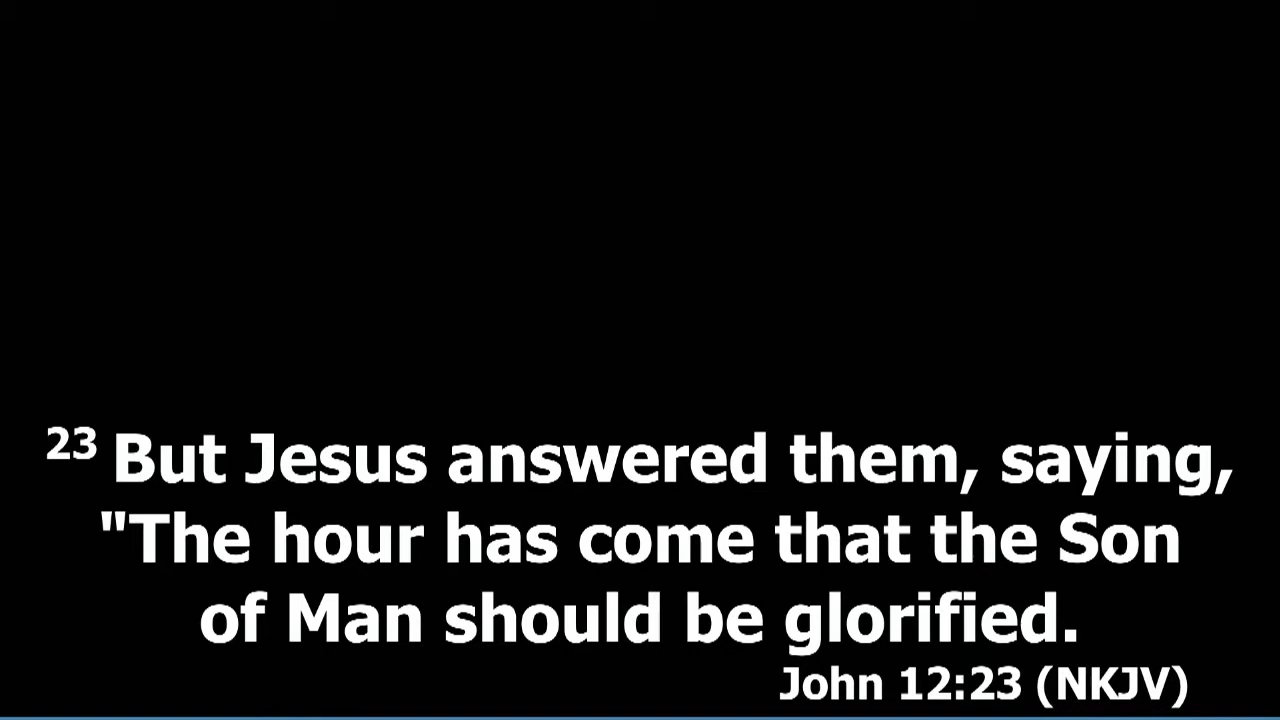 23 But Jesus answered them, saying,
"The hour has come that the Son
of Man should be glorified.
John 12:23 (NKJV)